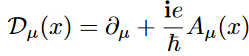 𝒟_μ(x) = ∂_μ + (𝐢e/ħ) A_μ(x)